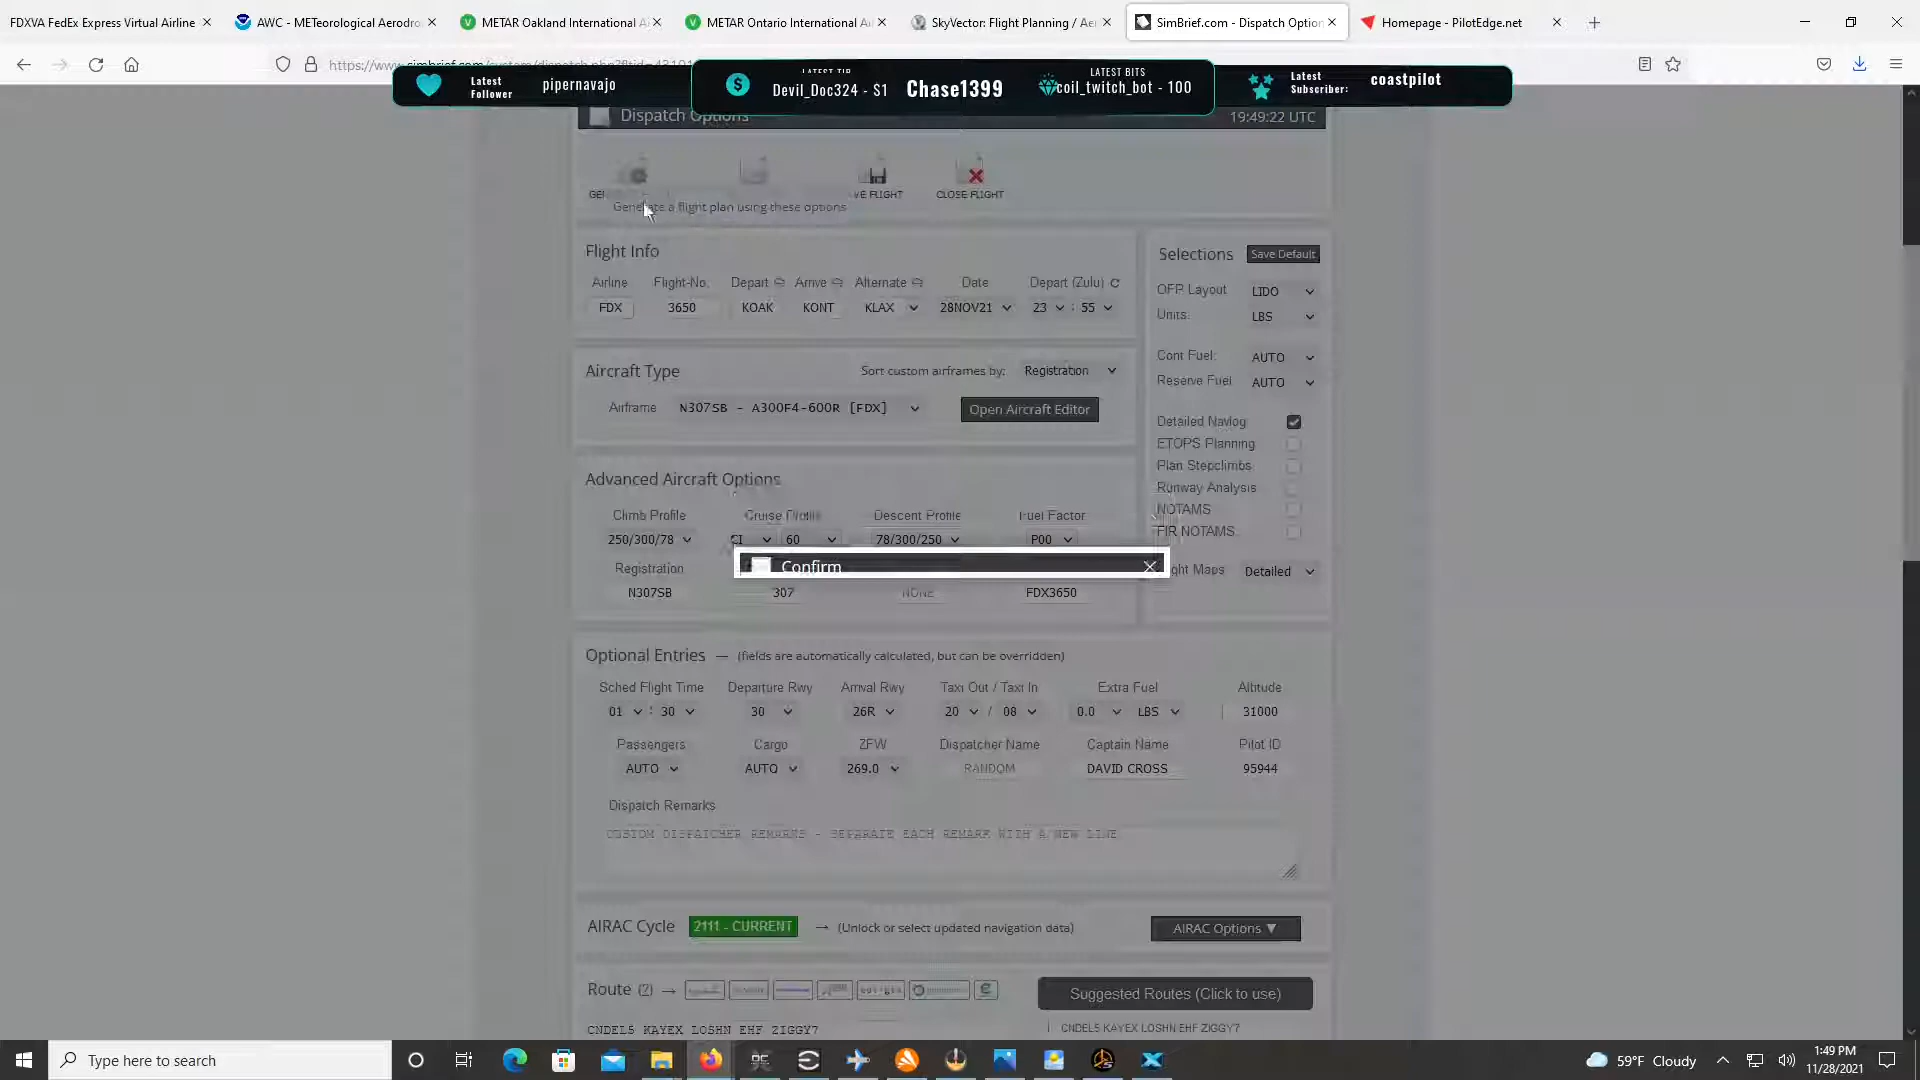 FDXVA FedEx Express Virtual Airline
AWC - METeorological Aerodro
METAR Oakland International A
METAR Ontario International Au
SkyVector: Flight Planning / Ae
SimBrief.com - Dispatch Option
Homepage - PilotEdge.net
Latest Follower
pipernavajo
LATEST TIP
Devil_Doc324 - $1
Chase1399
LATEST BITS
coil_twitch_bot - 100
Latest Subscriber:
coastpilot
Dispatch Options
19:49:22 UTC
VE FLIGHT
CLOSE FLIGHT
Generate a flight plan using these options
Flight Info
Airline Flight-No. Depart Arrive Alternate Date Depart (Zulu)
FDX 3650 KOAK KONT KLAX 28NOV21 23 : 55
Aircraft Type
Sort custom airframes by: Registration
Airframe N307SB - A300F4-600R [FDX] Open Aircraft Editor
Advanced Aircraft Options
Climb Profile Cruise Profile Descent Profile Fuel Factor
250/300/78 CI 60 78/300/250 P00
Confirm
Registration
N307SB 307 NONE FDX3650
Selections Save Default
OFP Layout LIDO
Units: LBS
Cont Fuel: AUTO
Reserve Fuel AUTO
Detailed Navlog
ETOPS Planning
Plan Stepclimbs
Runway Analysis
NOTAMS
FIR NOTAMS
ght Maps Detailed
Optional Entries — (fields are automatically calculated, but can be overridden)
Sched Flight Time Departure Rwy Arrival Rwy Taxi Out / Taxi In Extra Fuel Altitude
01 : 30 30 26R 20 / 08 0.0 LBS 31000
Passengers Cargo ZFW Dispatcher Name Captain Name Pilot ID
AUTO AUTO 269.0 RANDOM DAVID CROSS 95944
Dispatch Remarks
CUSTOM DISPATCHER REMARKS - SEPARATE EACH REMARK WITH A NEW LINE
AIRAC Cycle 2111 - CURRENT → (Unlock or select updated navigation data) AIRAC Options ▼
Route (?) → Suggested Routes (Click to use)
CNDEL5 KAYEX LOSHN EHF ZIGGY7
CNDEL5 KAYEX LOSHN EHF ZIGGY7
Type here to search
59°F Cloudy
1:49 PM
11/28/2021